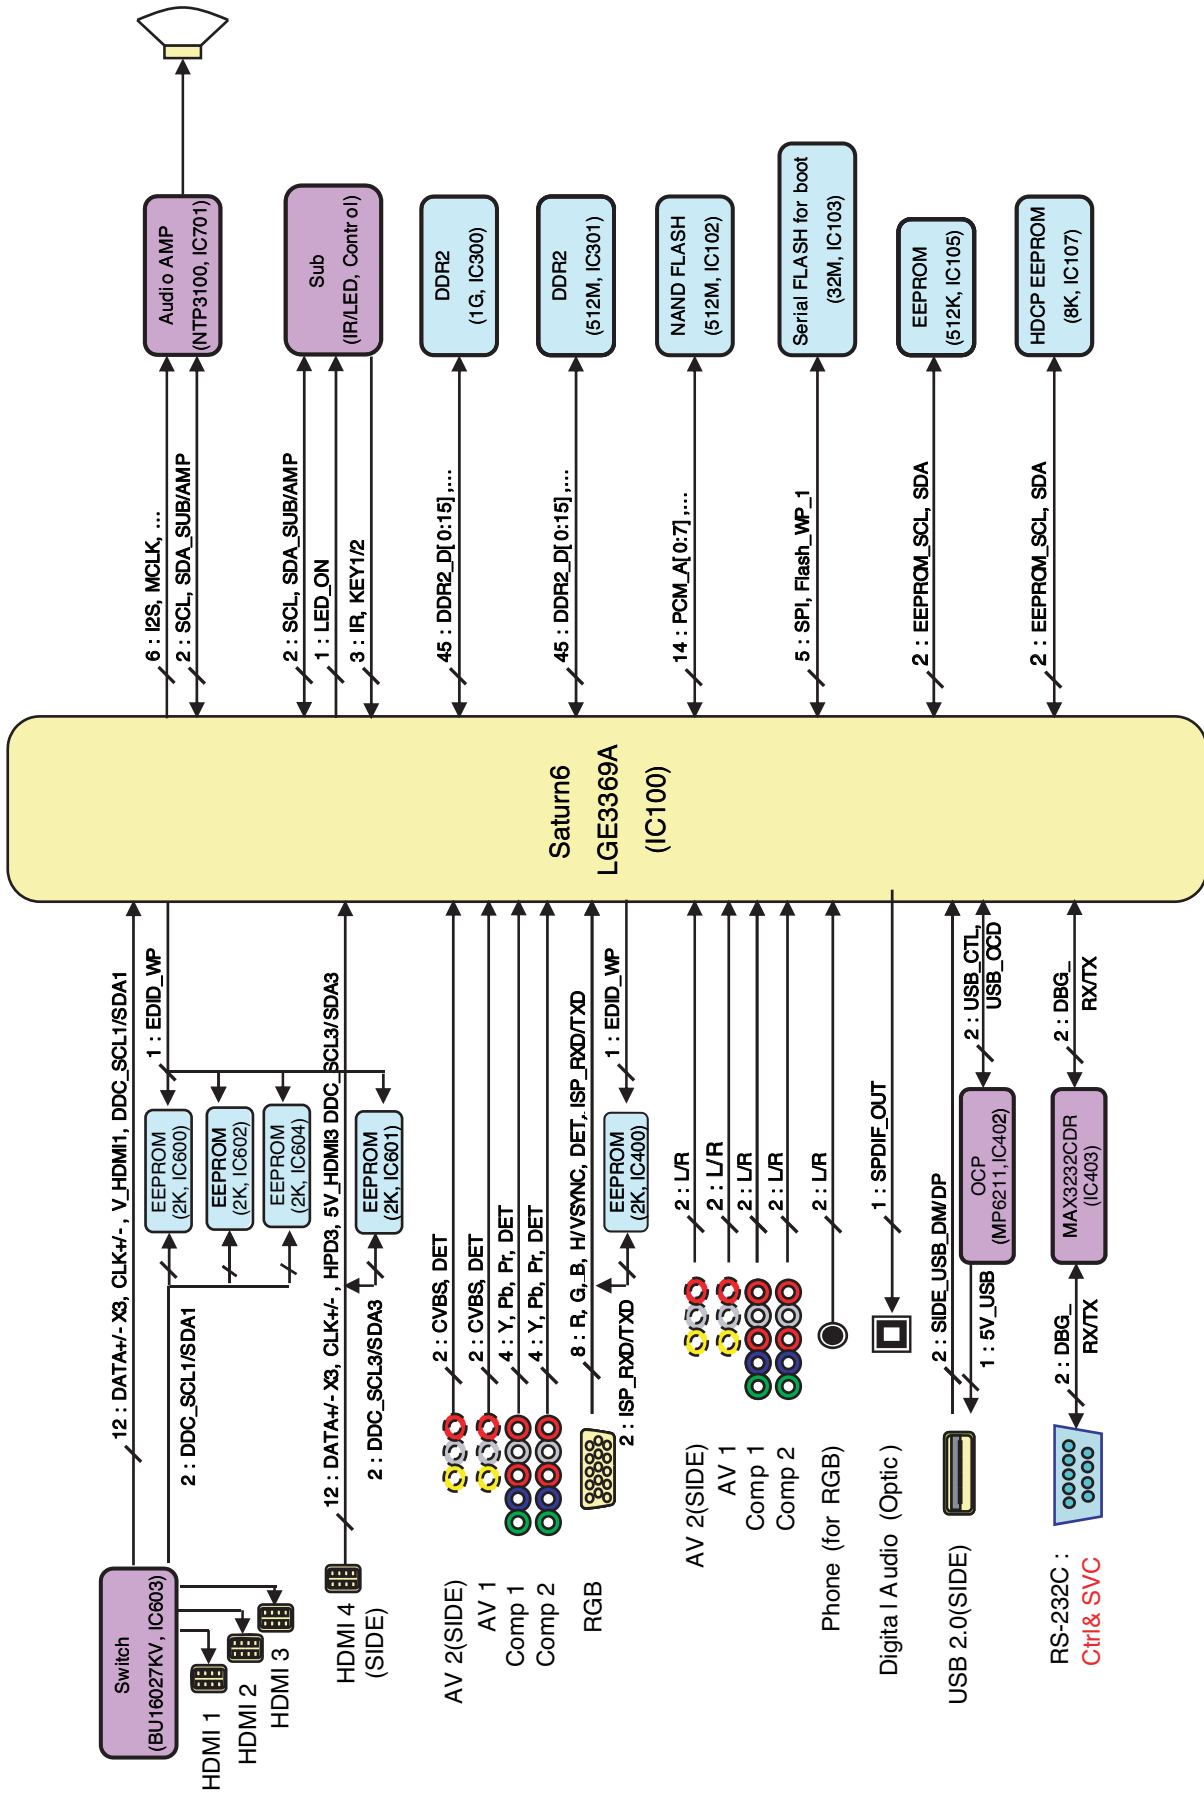 Switch
(BU16027KV, IC603)
HDMI 1
HDMI 2
HDMI 3
12 : DATA+/- X3, CLK+/-, V_HDMI1, DDC_SCL1/SDA1
1 : EDID_WP
2 : DDC_SCL1/SDA1
EEPROM
(2K, IC600)
EEPROM
(2K, IC602)
EEPROM
(2K, IC604)
HDMI 4
(SIDE)
12 : DATA+/- X3, CLK+/-, HPD3, 5V_HDMI3 DDC_SCL3/SDA3
2 : DDC_SCL3/SDA3
EEPROM
(2K, IC601)
AV 2(SIDE)
2 : CVBS, DET
AV 1
2 : CVBS, DET
Comp 1
4 : Y, Pb, Pr, DET
Comp 2
4 : Y, Pb, Pr, DET
RGB
8 : R, G, B, H/VSYNC, DET, ISP_RXD/TXD
2 : ISP_RXD/TXD
EEPROM
(2K, IC400)
1 : EDID_WP
AV 2(SIDE)
2 : L/R
AV 1
2 : L/R
Comp 1
2 : L/R
Comp 2
2 : L/R
Phone (for RGB)
2 : L/R
Digital Audio (Optic)
1 : SPDIF_OUT
USB 2.0(SIDE)
2 : SIDE_USB_DM/DP
1 : 5V_USB
OCP
(MP6211,IC402)
2 : USB_CTL,
USB_OCD
RS-232C :
Ctrl& SVC
2 : DBG_
RX/TX
MAX3232CDR
(IC403)
2 : DBG_
RX/TX
Saturn6
LGE3369A
(IC100)
6 : I2S, MCLK, ...
2 : SCL, SDA_SUB/AMP
Audio AMP
(NTP3100, IC701)
2 : SCL, SDA_SUB/AMP
1 : LED_ON
3 : IR, KEY1/2
Sub
(IR/LED, Control)
45 : DDR2_D[0:15],...
DDR2
(1G, IC300)
45 : DDR2_D[0:15],...
DDR2
(512M, IC301)
14 : PCM_A[0:7],...
NAND FLASH
(512M, IC102)
5 : SPI, Flash_WP_1
Serial FLASH for boot
(32M, IC103)
2 : EEPROM_SCL, SDA
EEPROM
(512K, IC105)
2 : EEPROM_SCL, SDA
HDCP EEPROM
(8K, IC107)